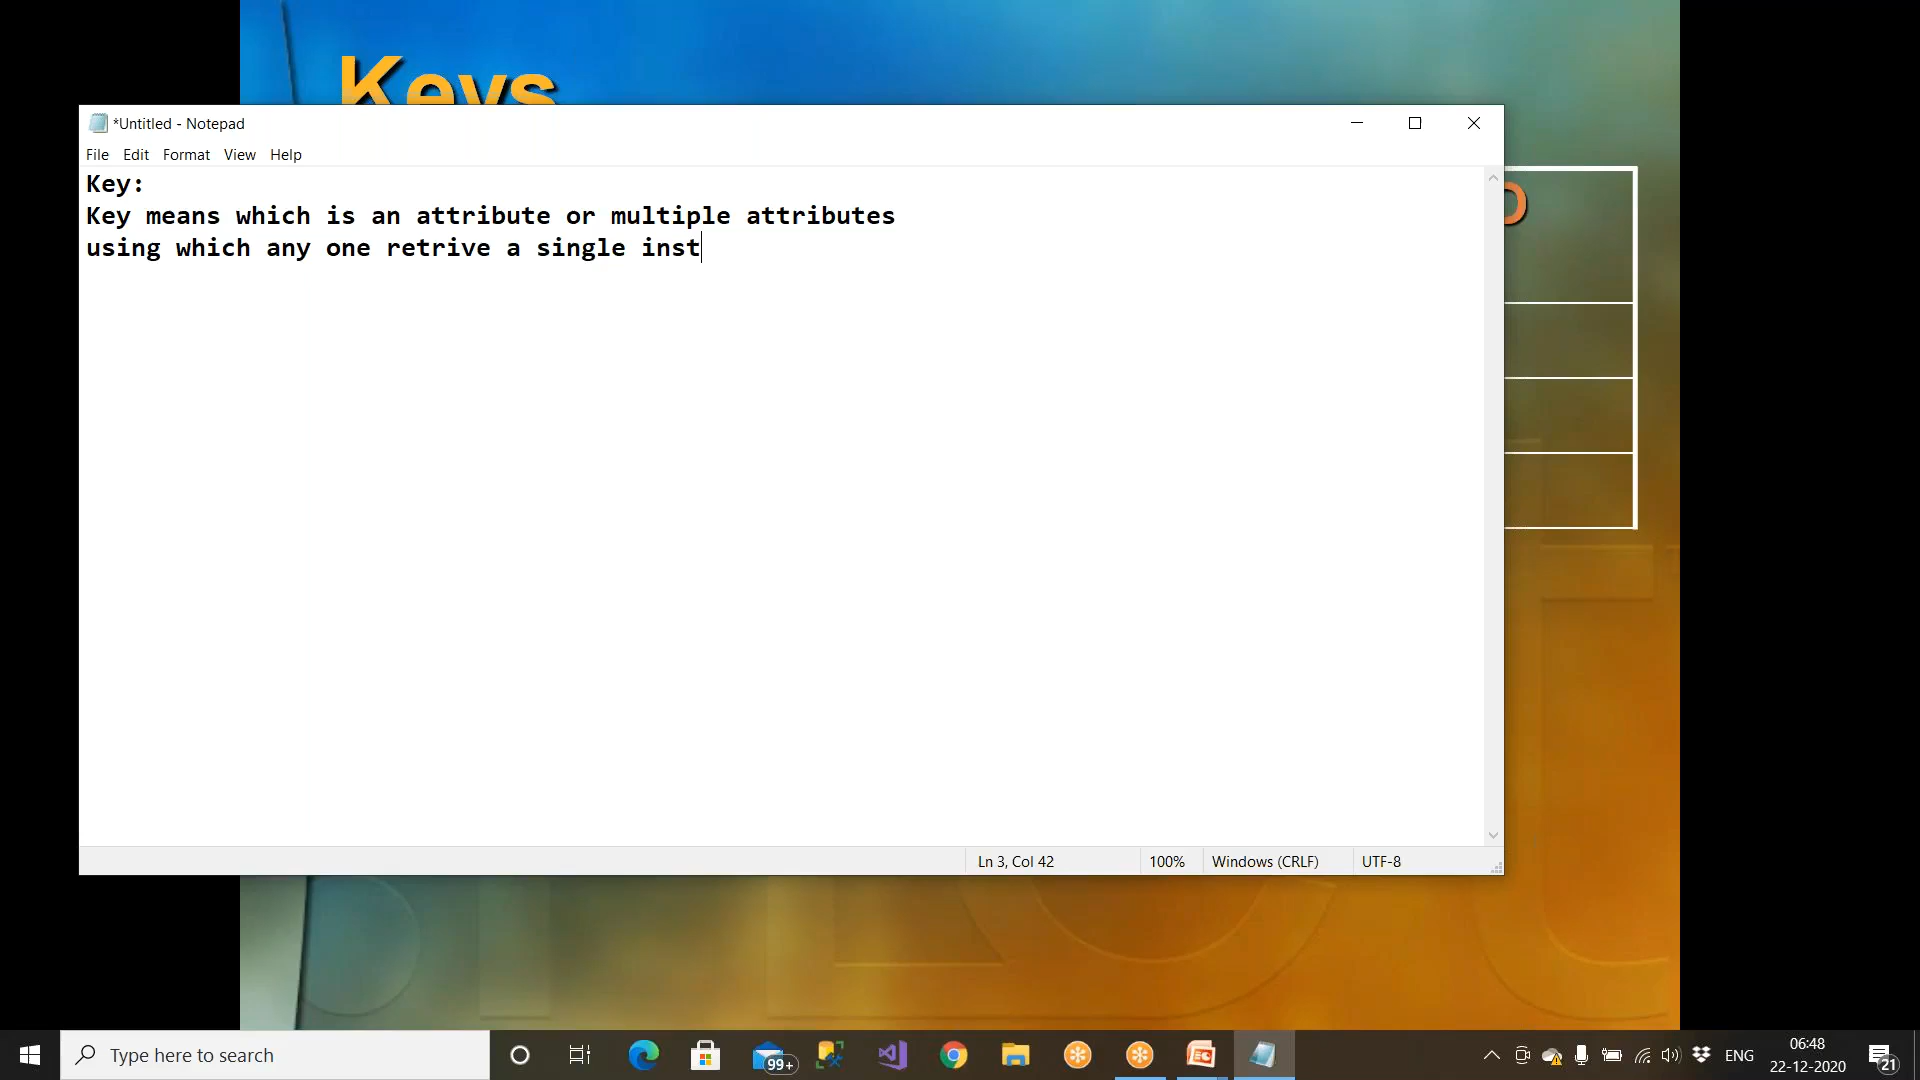 Keys
*Untitled - Notepad
File Edit Format View Help
Key:
Key means which is an attribute or multiple attributes
using which any one retrive a single inst
Ln 3, Col 42 100% Windows (CRLF) UTF-8
Type here to search
99+
ENG
06:48
22-12-2020
21